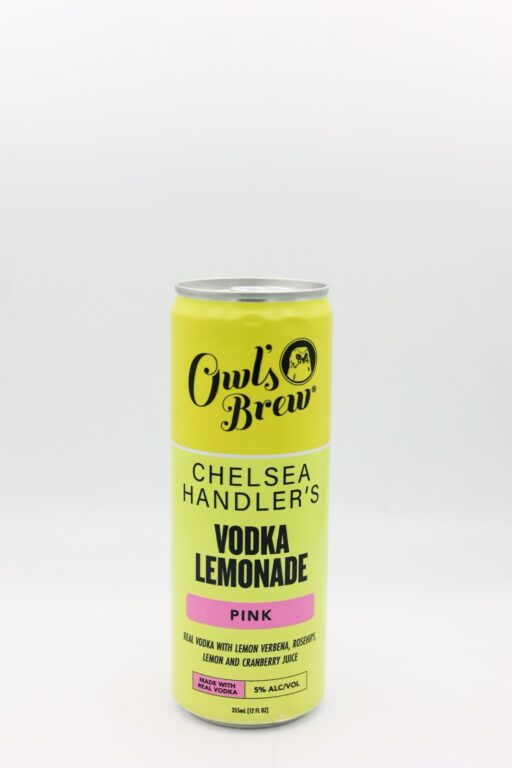 Owl's
Brew®
CHELSEA
HANDLER'S
VODKA
LEMONADE
PINK
REAL VODKA WITH LEMON VERBENA, ROSEHIPS,
LEMON AND CRANBERRY JUICE
MADE WITH
REAL VODKA
5% ALC/VOL
355mL (12 FL OZ)